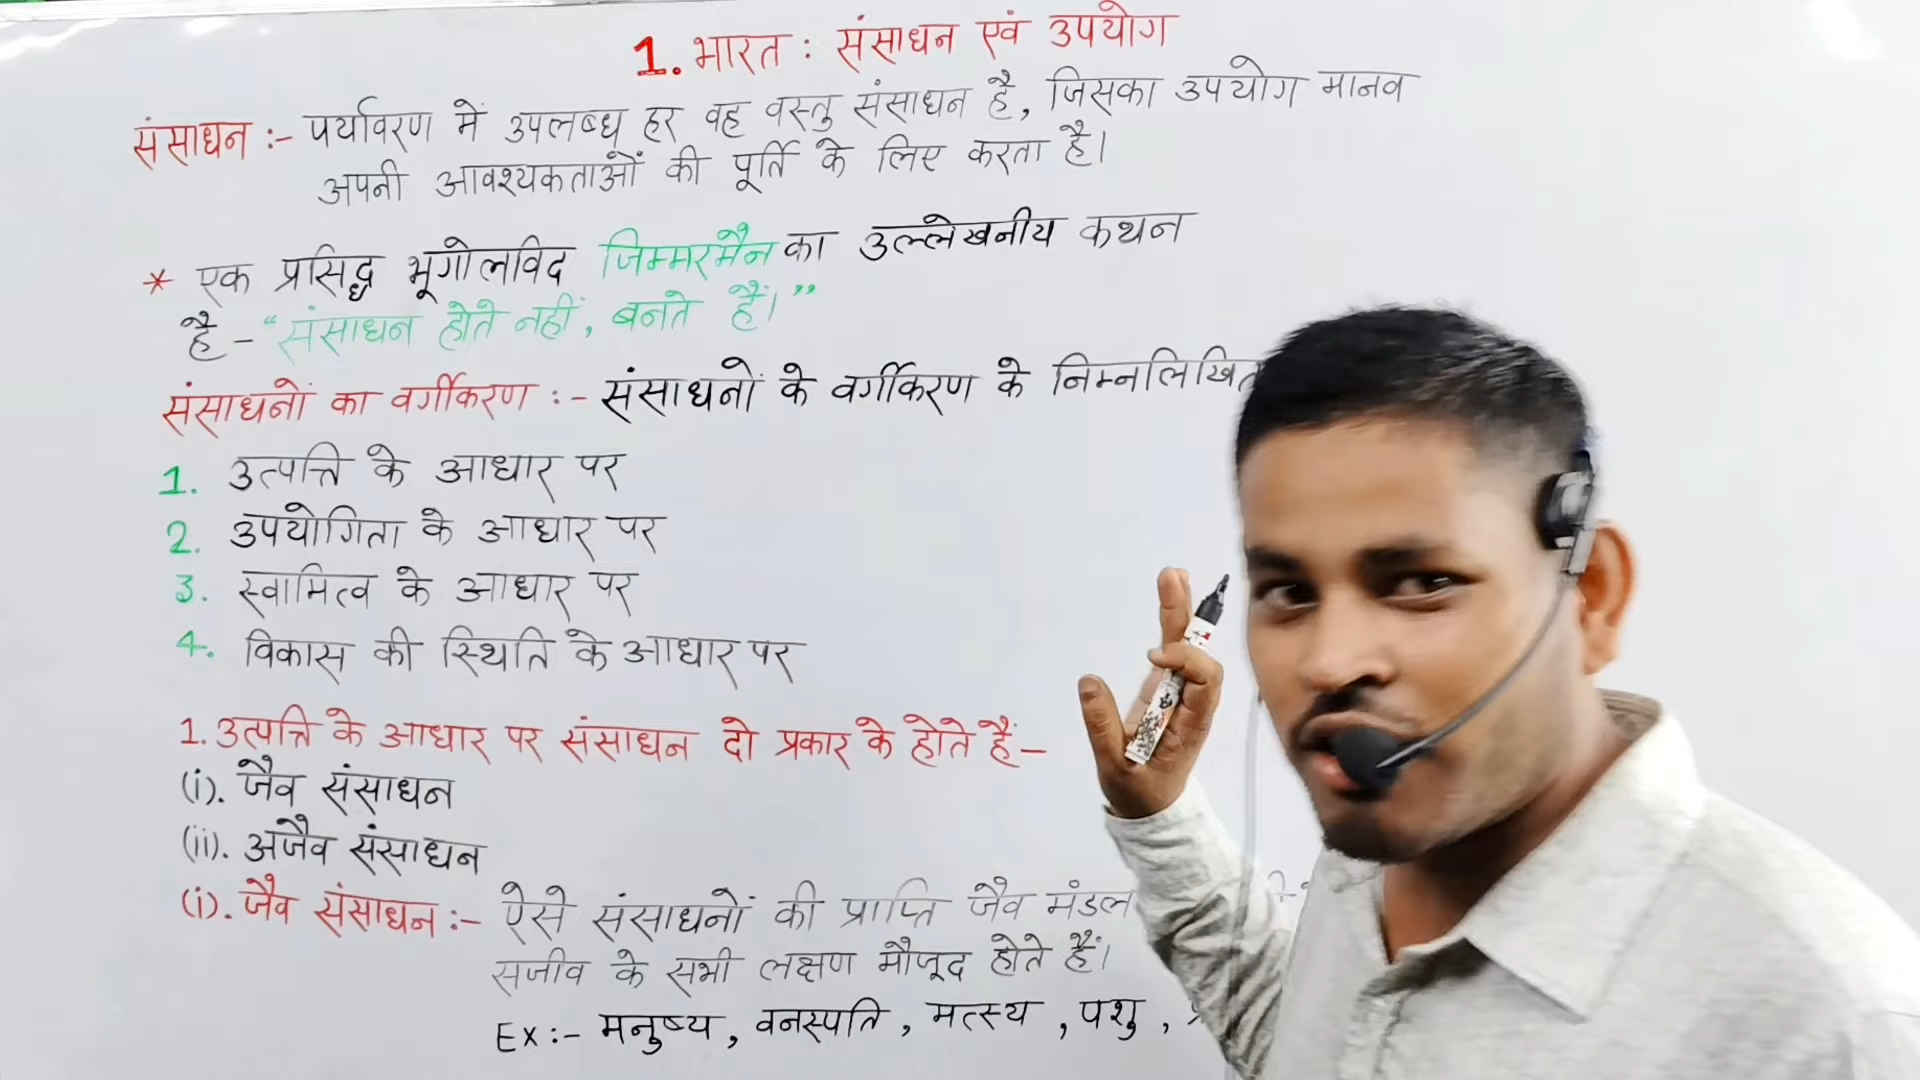 1. भारत : संसाधन एवं उपयोग
संसाधन :- पर्यावरण में उपलब्ध हर वह वस्तु संसाधन है, जिसका उपयोग मानव
अपनी आवश्यकताओं की पूर्ति के लिए करता है।
* एक प्रसिद्ध भूगोलविद जिम्मरमैन का उल्लेखनीय कथन
है - “संसाधन होते नहीं, बनते हैं।”
संसाधनों का वर्गीकरण :- संसाधनों के वर्गीकरण के निम्नलिखित
1. उत्पत्ति के आधार पर
2. उपयोगिता के आधार पर
3. स्वामित्व के आधार पर
4. विकास की स्थिति के आधार पर
1. उत्पत्ति के आधार पर संसाधन दो प्रकार के होते हैं -
(i). जैव संसाधन
(ii). अजैव संसाधन
(i). जैव संसाधन :- ऐसे संसाधनों की प्राप्ति जैव मंडल
सजीव के सभी लक्षण मौजूद होते हैं।
Ex :- मनुष्य, वनस्पति, मत्स्य, पशु,